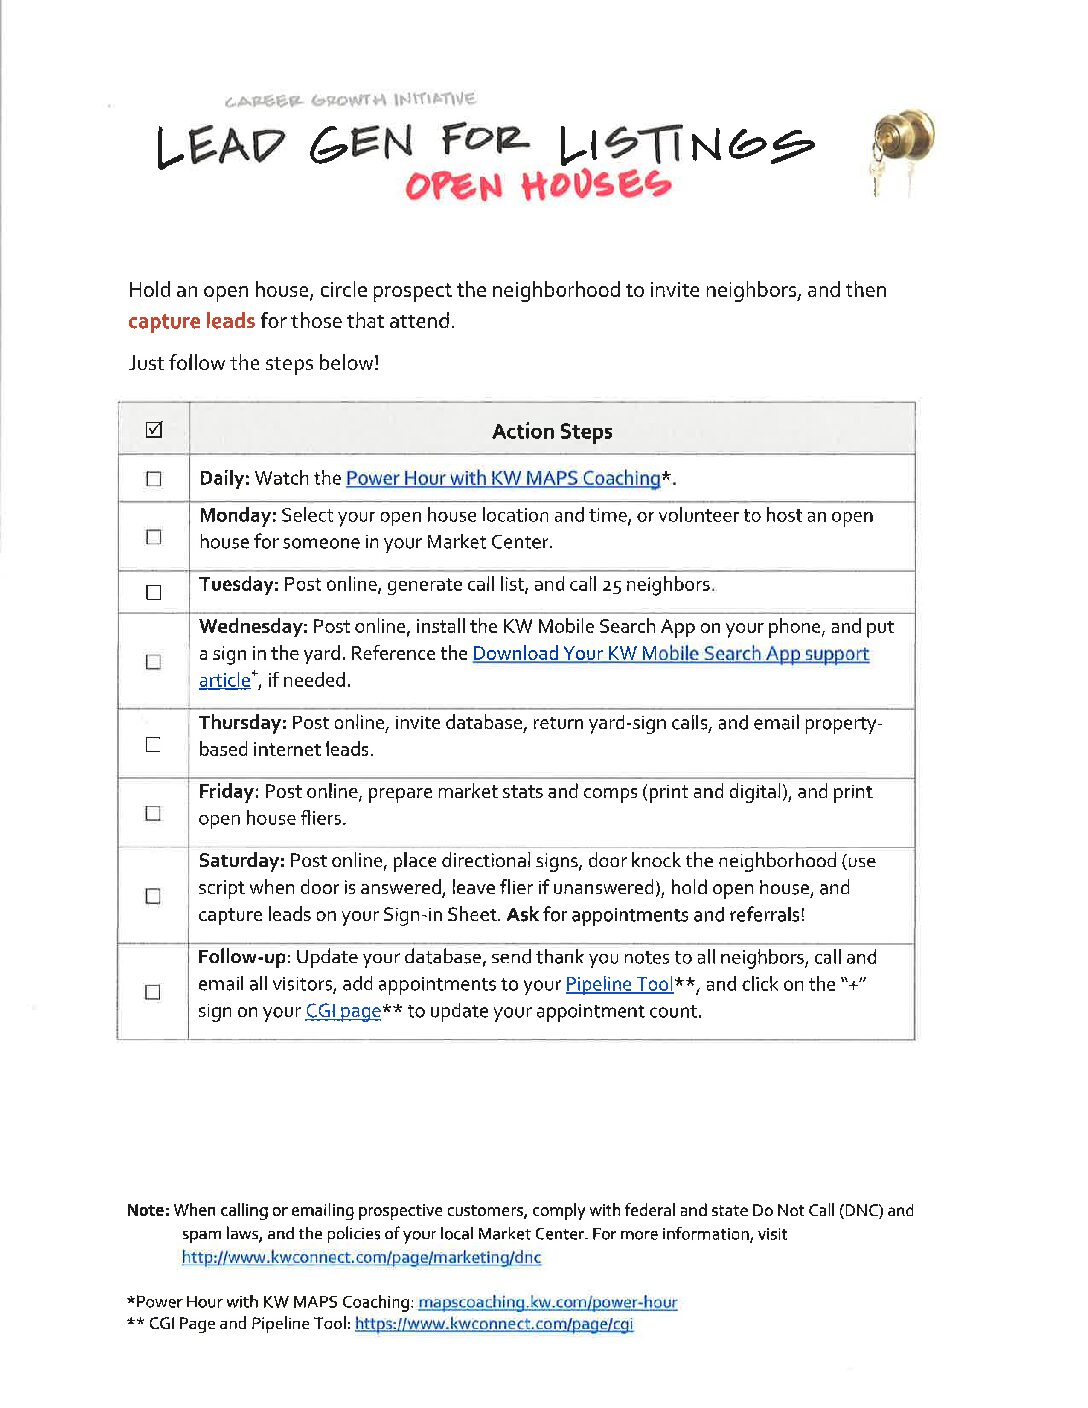 CAREER GROWTH INITIATIVE
LEAD GEN FOR LISTINGS
OPEN HOUSES
Hold an open house, circle prospect the neighborhood to invite neighbors, and then
capture leads for those that attend.
Just follow the steps below!
☑ Action Steps
☐ Daily: Watch the Power Hour with KW MAPS Coaching*.
Monday: Select your open house location and time, or volunteer to host an open
☐ house for someone in your Market Center.
☐ Tuesday: Post online, generate call list, and call 25 neighbors.
Wednesday: Post online, install the KW Mobile Search App on your phone, and put
☐ a sign in the yard. Reference the Download Your KW Mobile Search App support
article*, if needed.
Thursday: Post online, invite database, return yard-sign calls, and email property-
☐ based internet leads.
Friday: Post online, prepare market stats and comps (print and digital), and print
☐ open house fliers.
Saturday: Post online, place directional signs, door knock the neighborhood (use
☐ script when door is answered, leave flier if unanswered), hold open house, and
capture leads on your Sign-in Sheet. Ask for appointments and referrals!
Follow-up: Update your database, send thank you notes to all neighbors, call and
☐ email all visitors, add appointments to your Pipeline Tool**, and click on the “+”
sign on your CGI page** to update your appointment count.
Note: When calling or emailing prospective customers, comply with federal and state Do Not Call (DNC) and
spam laws, and the policies of your local Market Center. For more information, visit
http://www.kwconnect.com/page/marketing/dnc
*Power Hour with KW MAPS Coaching: mapscoaching.kw.com/power-hour
** CGI Page and Pipeline Tool: https://www.kwconnect.com/page/cgi